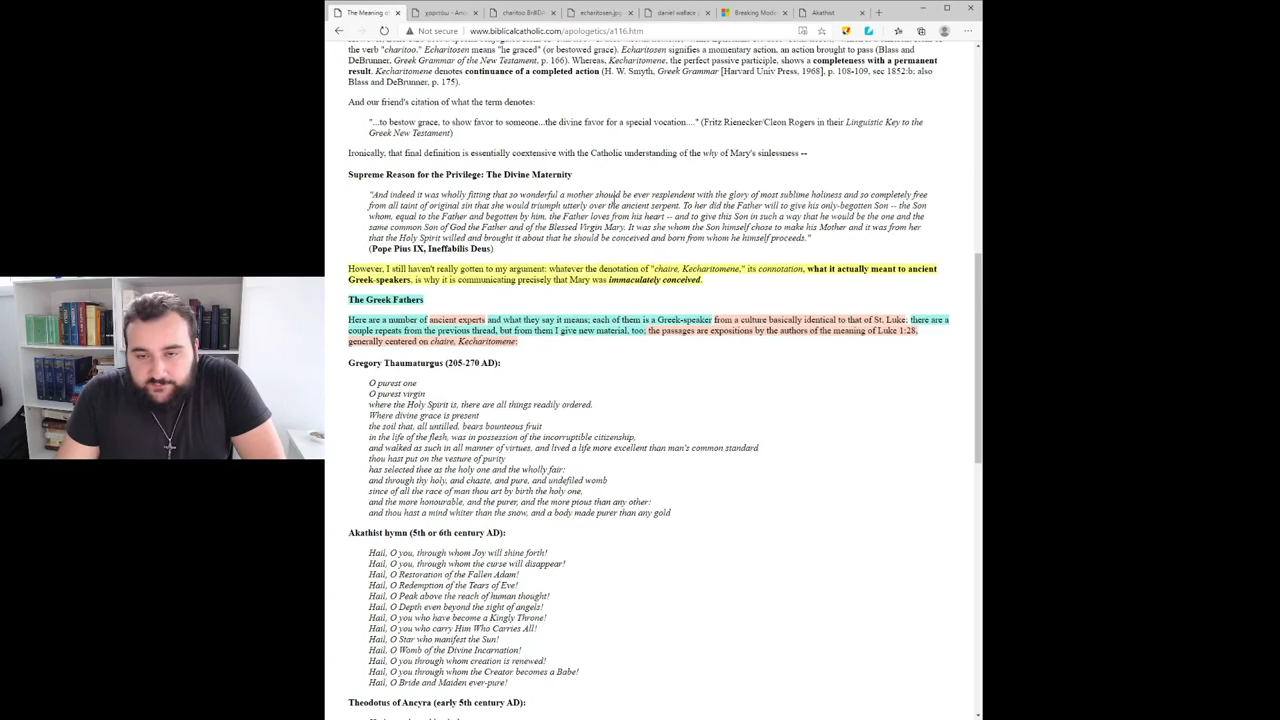 The Meaning of
χαριτόω - Anc
charitoo BrillDA
echaritosen.jpg
daniel wallace
Breaking Mode
Akathist
Not secure
www.biblicalcatholic.com/apologetics/a116.htm
the verb "charitoo." Echaritosen means "he graced" (or bestowed grace). Echaritosen signifies a momentary action, an action brought to pass (Blass and
DeBrunner, Greek Grammar of the New Testament, p. 166). Whereas, Kecharitomene, the perfect passive participle, shows a completeness with a permanent
result. Kecharitomene denotes continuance of a completed action (H. W. Smyth, Greek Grammar [Harvard Univ Press, 1968], p. 108-109, sec 1852:b; also
Blass and DeBrunner, p. 175).
And our friend's citation of what the term denotes:
"...to bestow grace, to show favor to someone...the divine favor for a special vocation...." (Fritz Rienecker/Cleon Rogers in their Linguistic Key to the
Greek New Testament)
Ironically, that final definition is essentially coextensive with the Catholic understanding of the why of Mary's sinlessness --
Supreme Reason for the Privilege: The Divine Maternity
"And indeed it was wholly fitting that so wonderful a mother should be ever resplendent with the glory of most sublime holiness and so completely free
from all taint of original sin that she would triumph utterly over the ancient serpent. To her did the Father will to give his only-begotten Son -- the Son
whom, equal to the Father and begotten by him, the Father loves from his heart -- and to give this Son in such a way that he would be the one and the
same common Son of God the Father and of the Blessed Virgin Mary. It was she whom the Son himself chose to make his Mother and it was from her
that the Holy Spirit willed and brought it about that he should be conceived and born from whom he himself proceeds."
(Pope Pius IX, Ineffabilis Deus)
However, I still haven't really gotten to my argument: whatever the denotation of "chaire, Kecharitomene," its connotation, what it actually meant to ancient
Greek-speakers, is why it is communicating precisely that Mary was immaculately conceived.
The Greek Fathers
Here are a number of ancient experts and what they say it means; each of them is a Greek-speaker from a culture basically identical to that of St. Luke. there are a
couple repeats from the previous thread, but from them I give new material, too; the passages are expositions by the authors of the meaning of Luke 1:28,
generally centered on chaire, Kecharitomene:
Gregory Thaumaturgus (205-270 AD):
O purest one
O purest virgin
where the Holy Spirit is, there are all things readily ordered.
Where divine grace is present
the soil that, all untilled, bears bounteous fruit
in the life of the flesh, was in possession of the incorruptible citizenship,
and walked as such in all manner of virtues, and lived a life more excellent than man's common standard
thou hast put on the vesture of purity
has selected thee as the holy one and the wholly fair:
and through thy holy, and chaste, and pure, and undefiled womb
since of all the race of man thou art by birth the holy one,
and the more honourable, and the purer, and the more pious than any other:
and thou hast a mind whiter than the snow, and a body made purer than any gold
Akathist hymn (5th or 6th century AD):
Hail, O you, through whom Joy will shine forth!
Hail, O you, through whom the curse will disappear!
Hail, O Restoration of the Fallen Adam!
Hail, O Redemption of the Tears of Eve!
Hail, O Peak above the reach of human thought!
Hail, O Depth even beyond the sight of angels!
Hail, O you who have become a Kingly Throne!
Hail, O you who carry Him Who Carries All!
Hail, O Star who manifest the Sun!
Hail, O Womb of the Divine Incarnation!
Hail, O you through whom creation is renewed!
Hail, O you through whom the Creator becomes a Babe!
Hail, O Bride and Maiden ever-pure!
Theodotus of Ancyra (early 5th century AD):